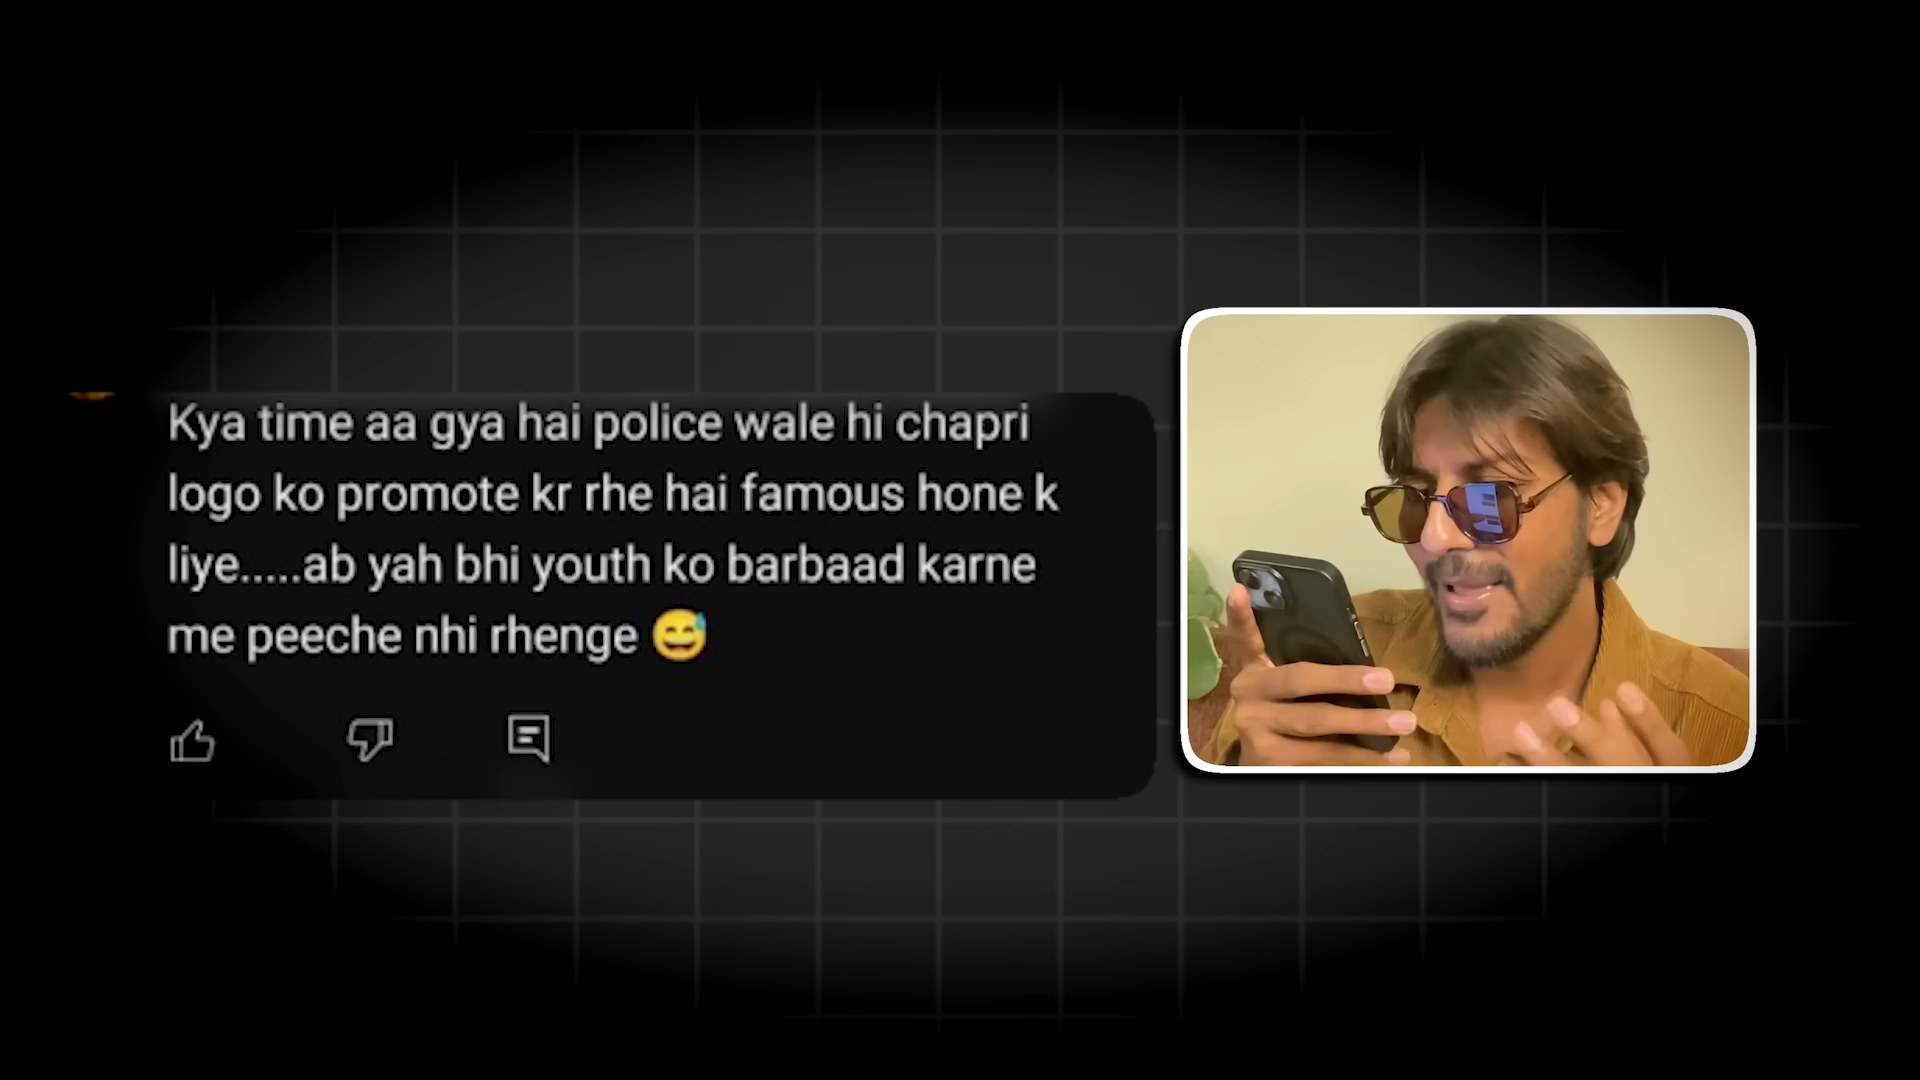 Kya time aa gya hai police wale hi chapri
logo ko promote kr rhe hai famous hone k
liye.....ab yah bhi youth ko barbaad karne
me peeche nhi rhenge 😅